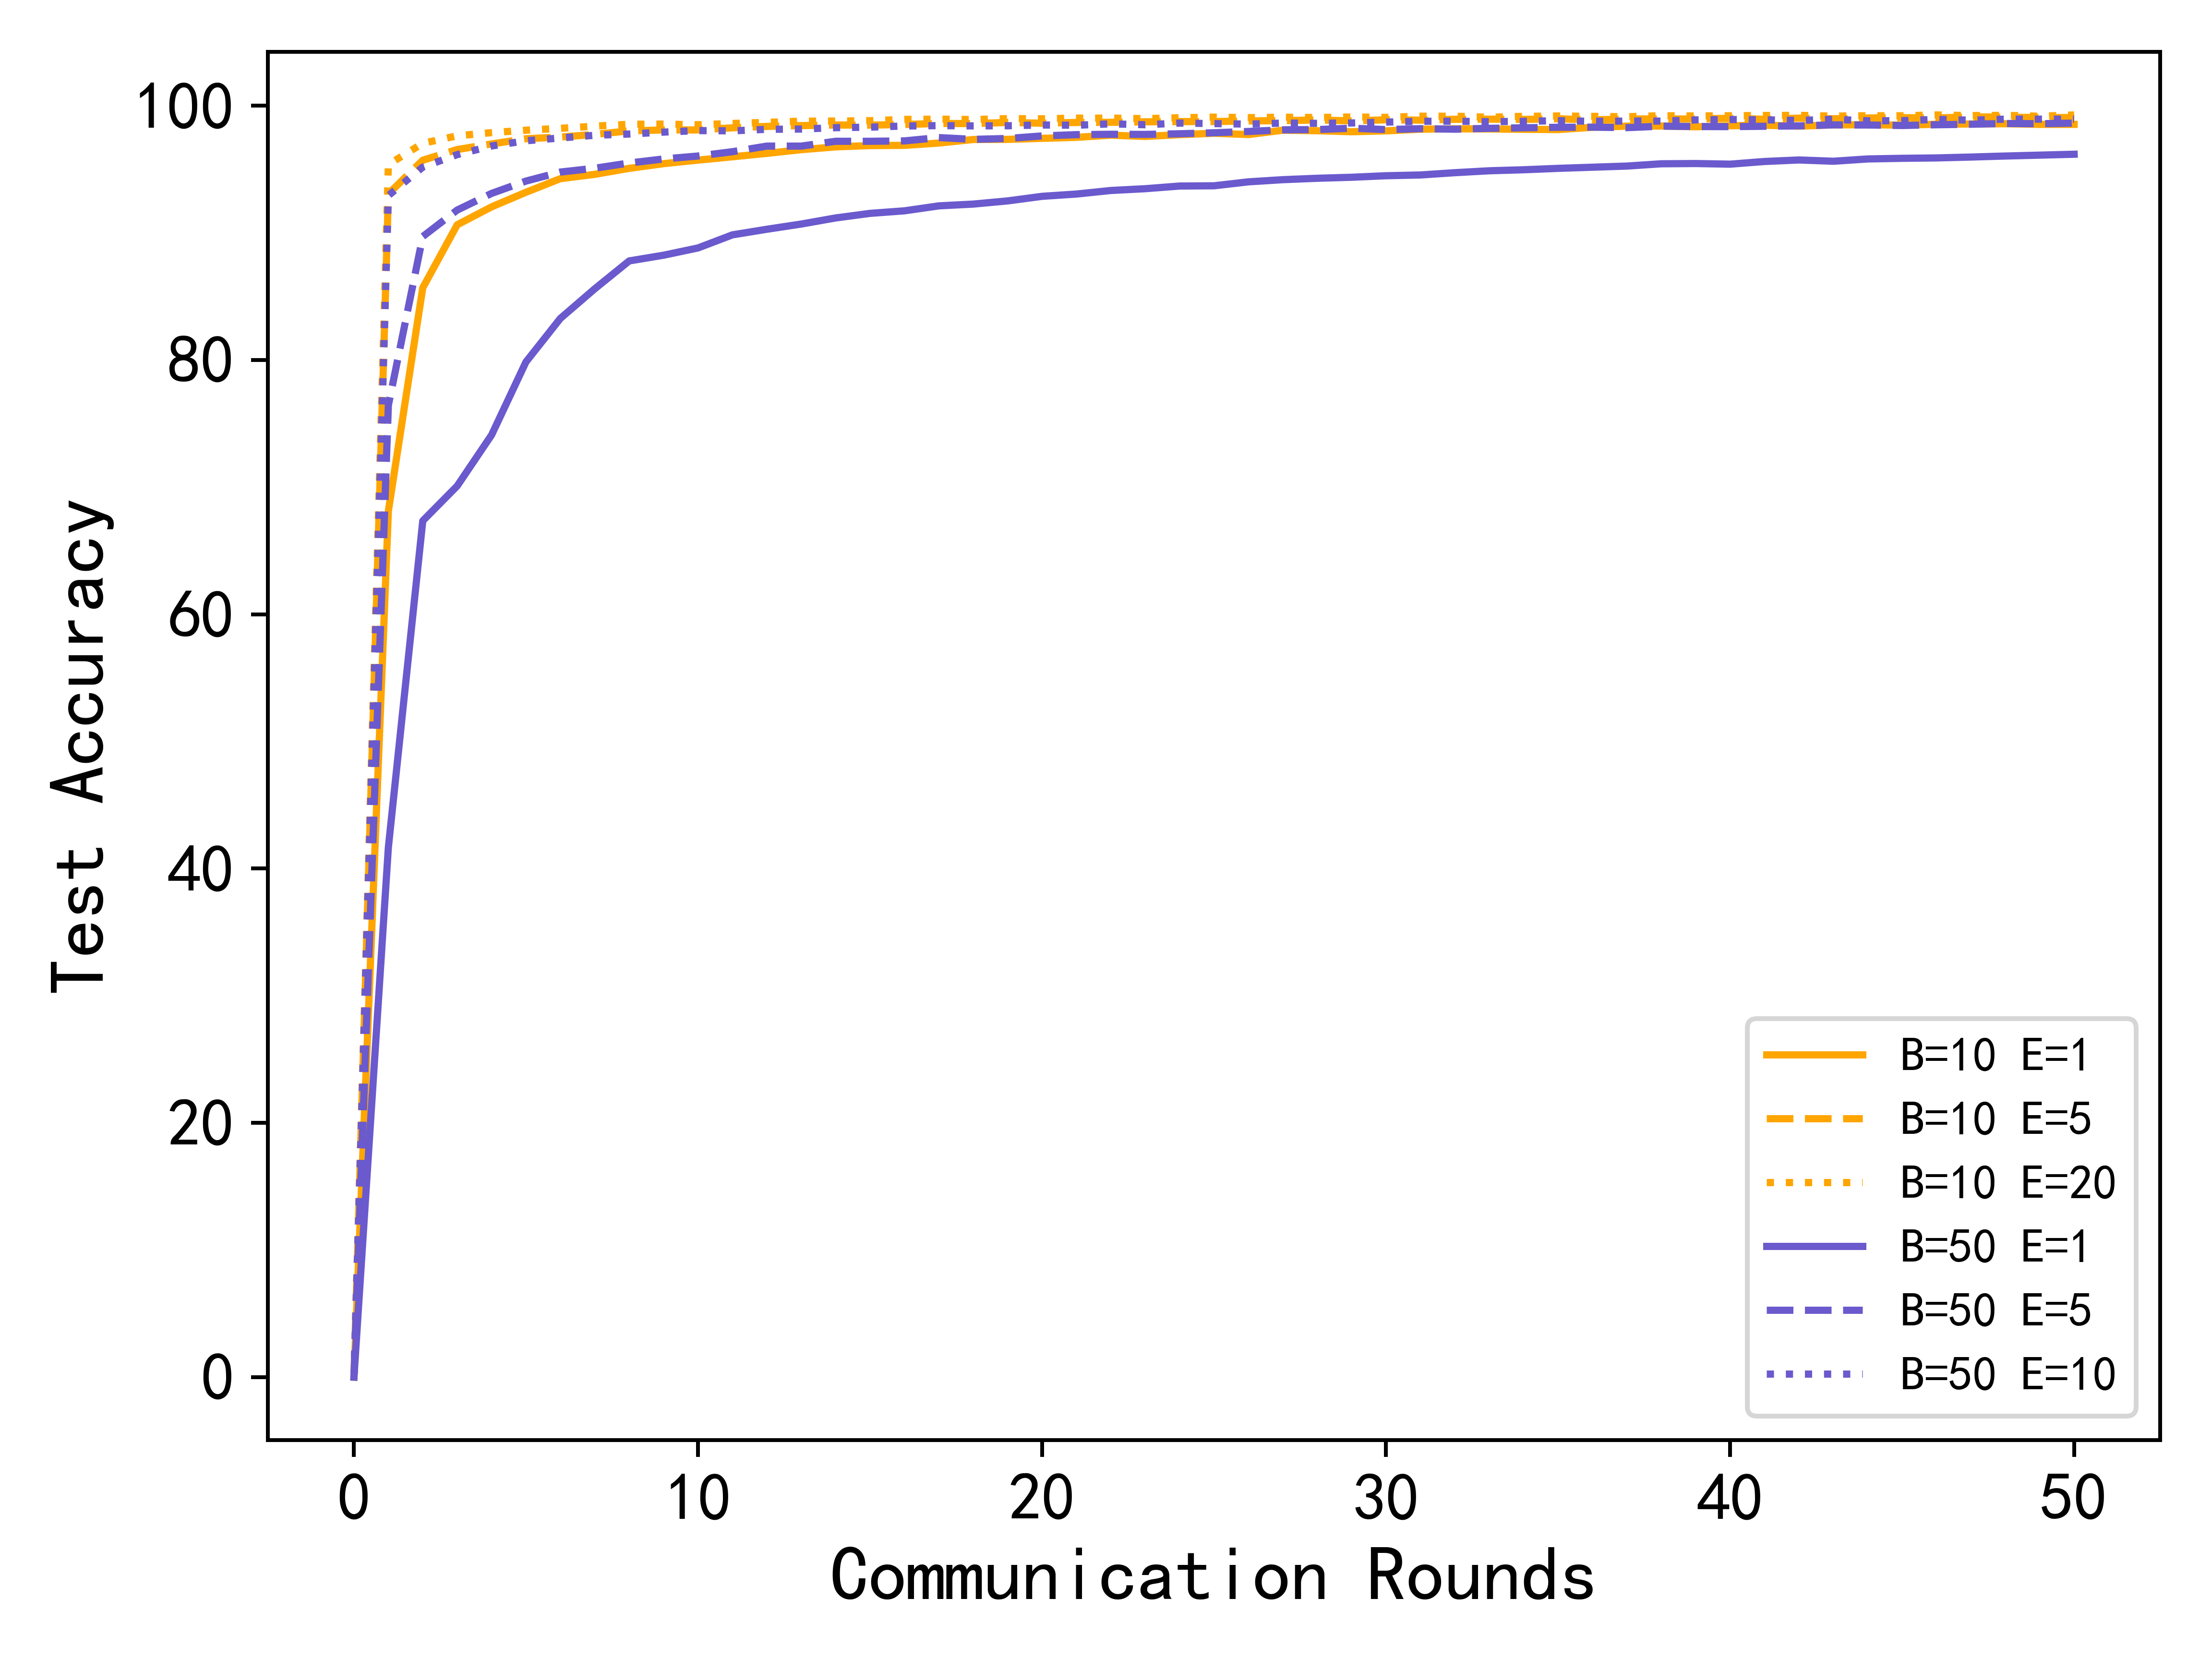 100
80
60
40
20
0
Test Accuracy
0 10 20 30 40 50
Communication Rounds
B=10 E=1
B=10 E=5
B=10 E=20
B=50 E=1
B=50 E=5
B=50 E=10